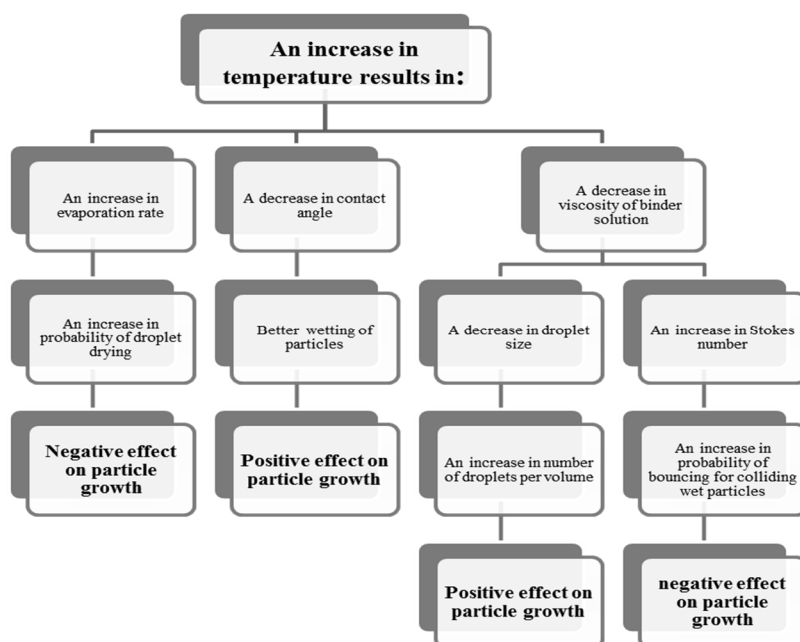 An increase in
temperature results in:
An increase in
evaporation rate
A decrease in contact
angle
A decrease in
viscosity of binder
solution
An increase in
probability of droplet
drying
Better wetting of
particles
A decrease in droplet
size
An increase in Stokes
number
Negative effect
on particle
growth
Positive effect on
particle growth
An increase in number
of droplets per volume
An increase in
probability of
bouncing for colliding
wet particles
Positive effect on
particle growth
negative effect
on particle
growth